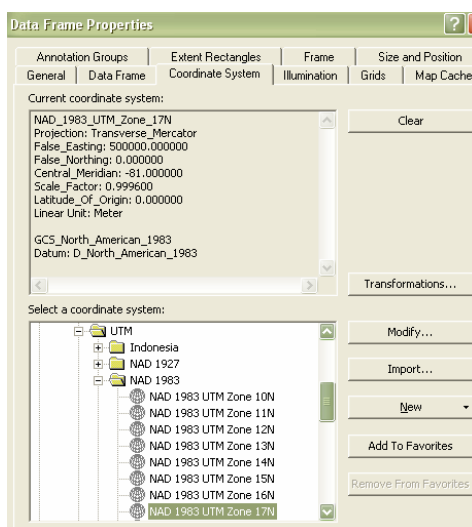 Data Frame Properties
?
Annotation Groups Extent Rectangles Frame Size and Position
General Data Frame Coordinate System Illumination Grids Map Cache
Current coordinate system:
NAD_1983_UTM_Zone_17N
Clear
Projection: Transverse_Mercator
False_Easting: 500000.000000
False_Northing: 0.000000
Central_Meridian: -81.000000
Scale_Factor: 0.999600
Latitude_Of_Origin: 0.000000
Linear Unit: Meter
GCS_North_American_1983
Datum: D_North_American_1983
Transformations...
Select a coordinate system:
UTM
Modify...
Indonesia
NAD 1927
Import...
NAD 1983
NAD 1983 UTM Zone 10N
New
NAD 1983 UTM Zone 11N
NAD 1983 UTM Zone 12N
NAD 1983 UTM Zone 13N
Add To Favorites
NAD 1983 UTM Zone 14N
NAD 1983 UTM Zone 15N
Remove From Favorites
NAD 1983 UTM Zone 16N
NAD 1983 UTM Zone 17N